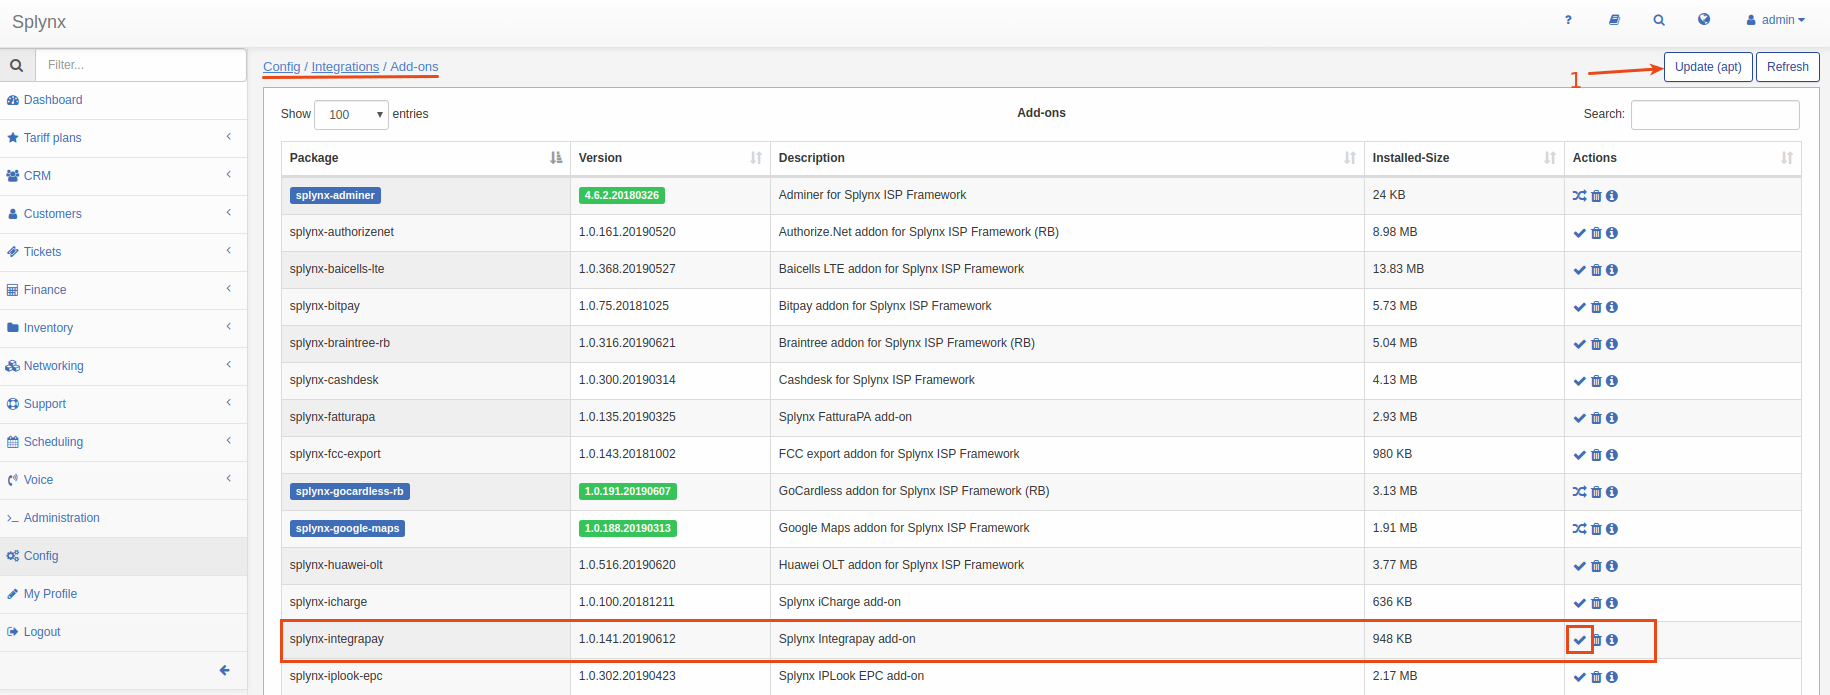 Splynx
? admin
Filter...
Config / Integrations / Add-ons
1
Update (apt) Refresh
Dashboard
Tariff plans
CRM
Customers
Tickets
Finance
Inventory
Networking
Support
Scheduling
Voice
Administration
Config
My Profile
Logout
Show 100 entries Add-ons Search:
Package Version Description Installed-Size Actions
splynx-adminer 4.6.2.20180326 Adminer for Splynx ISP Framework 24 KB
splynx-authorizenet 1.0.161.20190520 Authorize.Net addon for Splynx ISP Framework (RB) 8.98 MB
splynx-baicells-lte 1.0.368.20190527 Baicells LTE addon for Splynx ISP Framework 13.83 MB
splynx-bitpay 1.0.75.20181025 Bitpay addon for Splynx ISP Framework 5.73 MB
splynx-braintree-rb 1.0.316.20190621 Braintree addon for Splynx ISP Framework (RB) 5.04 MB
splynx-cashdesk 1.0.300.20190314 Cashdesk for Splynx ISP Framework 4.13 MB
splynx-fatturapa 1.0.135.20190325 Splynx FatturaPA add-on 2.93 MB
splynx-fcc-export 1.0.143.20181002 FCC export addon for Splynx ISP Framework 980 KB
splynx-gocardless-rb 1.0.191.20190607 GoCardless addon for Splynx ISP Framework (RB) 3.13 MB
splynx-google-maps 1.0.188.20190313 Google Maps addon for Splynx ISP Framework 1.91 MB
splynx-huawei-olt 1.0.516.20190620 Huawei OLT addon for Splynx ISP Framework 3.77 MB
splynx-icharge 1.0.100.20181211 Splynx iCharge add-on 636 KB
splynx-integrapay 1.0.141.20190612 Splynx Integrapay add-on 948 KB
splynx-iplook-epc 1.0.302.20190423 Splynx IPLook EPC add-on 2.17 MB